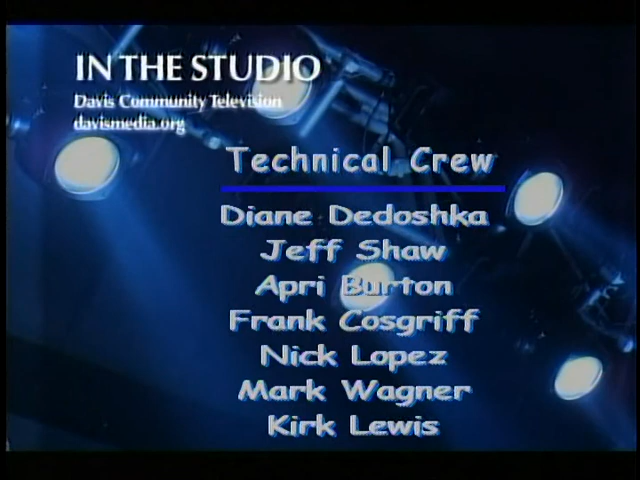 IN THE STUDIO
Davis Community Television
davismedia.org
Technical Crew
Diane Dedoshka
Jeff Shaw
Apri Burton
Frank Cosgriff
Nick Lopez
Mark Wagner
Kirk Lewis